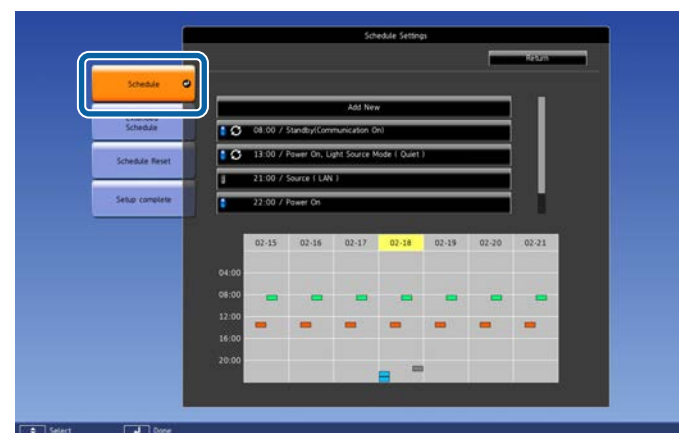 Schedule Settings
Return
Schedule
Extended
Schedule
Schedule Reset
Setup complete
Add New
08:00 / Standby(Communication On)
13:00 / Power On, Light Source Mode ( Quiet )
21:00 / Source ( LAN )
22:00 / Power On
02-15 02-16 02-17 02-18 02-19 02-20 02-21
04:00
08:00
12:00
16:00
20:00
Select Done